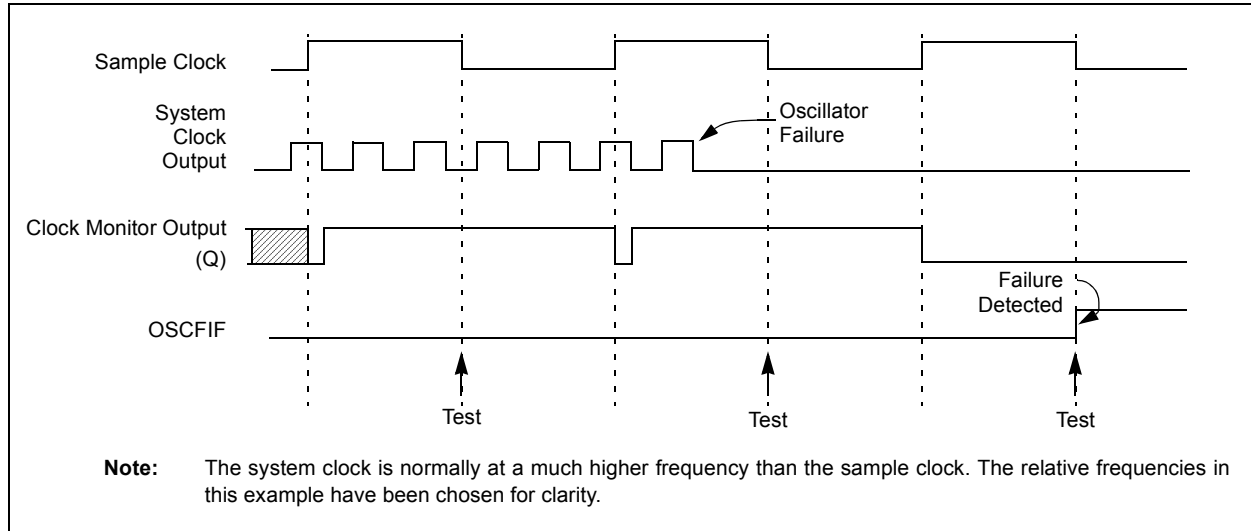 Sample Clock
System
Clock
Output
Oscillator
Failure
Clock Monitor Output
(Q)
Failure
Detected
OSCFIF
Test
Test
Test
Note: The system clock is normally at a much higher frequency than the sample clock. The relative frequencies in
this example have been chosen for clarity.